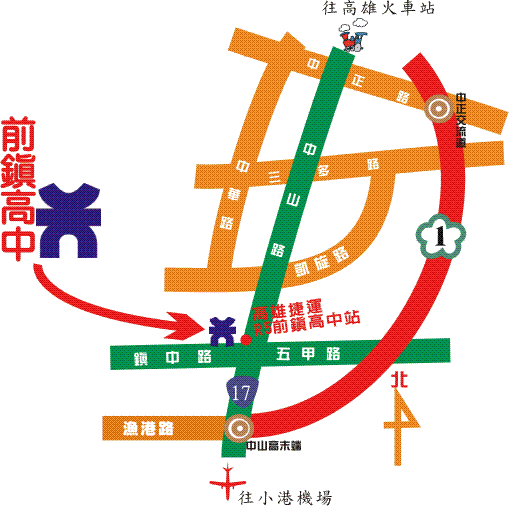 往高雄火車站
中正路
中正交流道
前鎮高中
三多路
中華路
中山路
1
凱旋路
高雄捷運
R5前鎮高中站
鎮中路
五甲路
17
北
漁港路
中山高末端
往小港機場